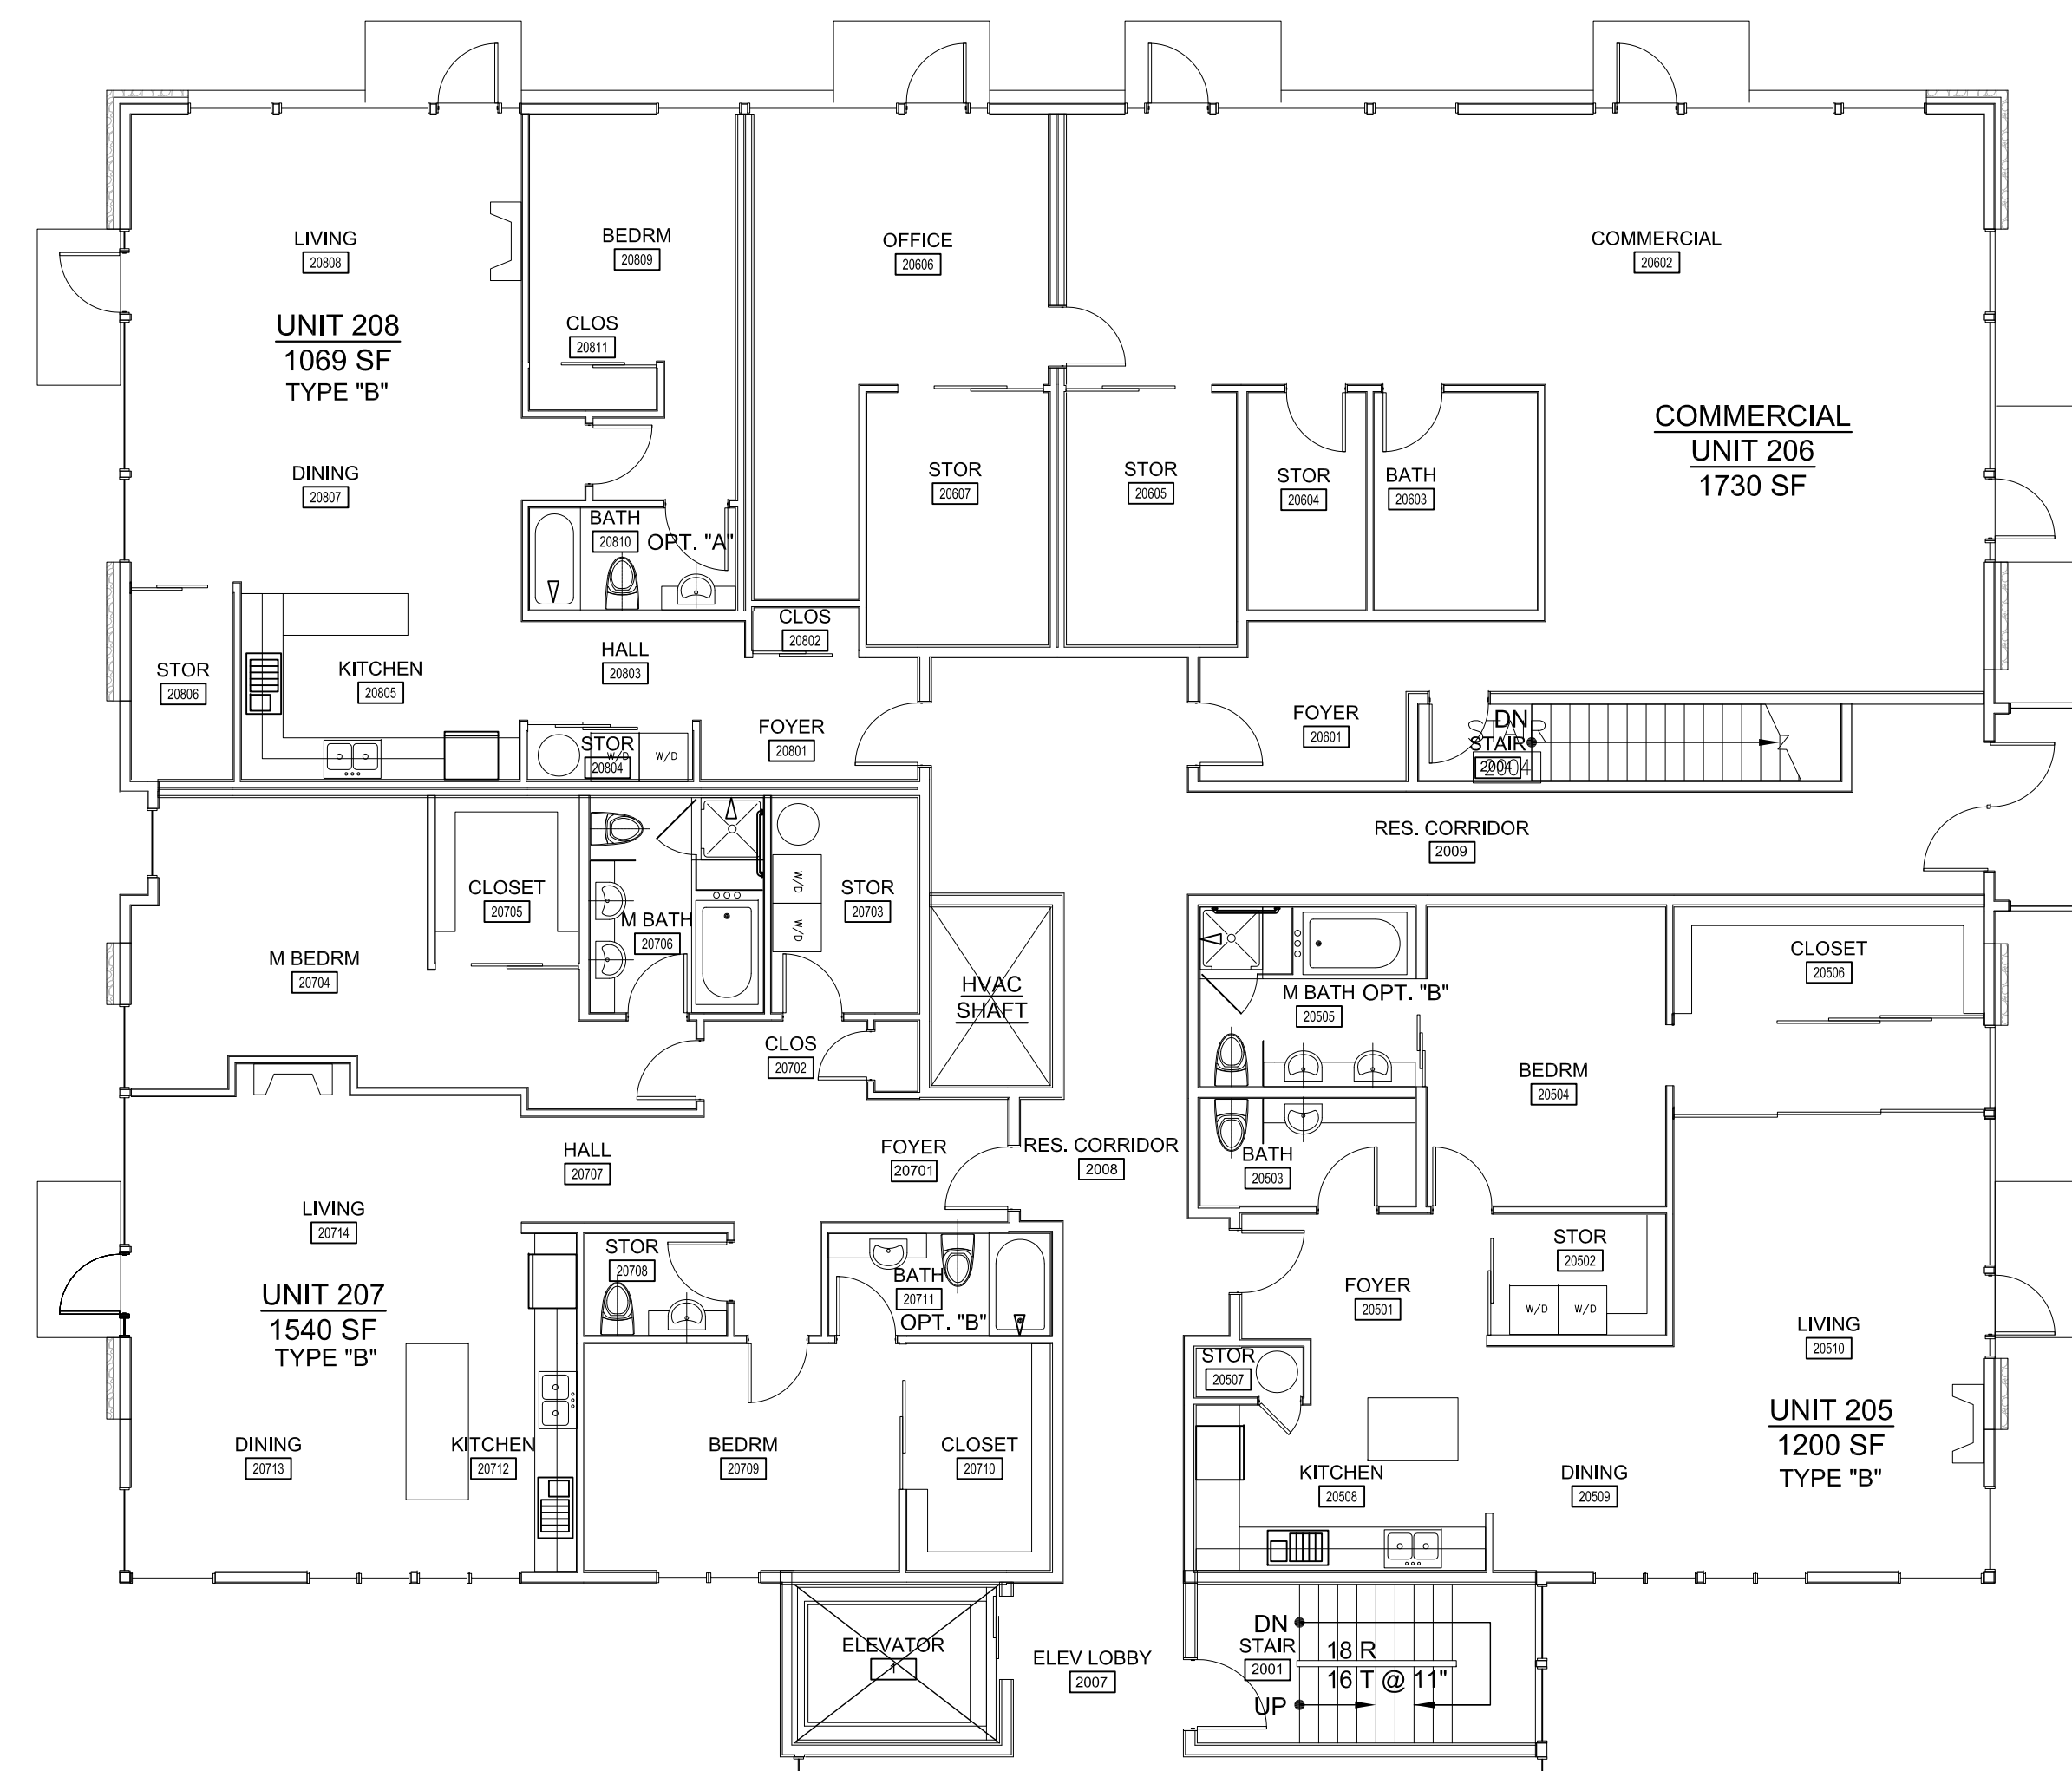 LIVING
20808
UNIT 208
1069 SF
TYPE "B"
BEDRM
20809
CLOS
20811
OFFICE
20606
COMMERCIAL
20602
COMMERCIAL
UNIT 206
1730 SF
DINING
20807
BATH
20810
OPT. "A"
STOR
20607
STOR
20605
STOR
20604
BATH
20603
CLOS
20802
STOR
20806
KITCHEN
20805
HALL
20803
STOR
20804
W/D
W/D
FOYER
20801
FOYER
20601
DN
STAIR
STAIR
2004
2004
RES. CORRIDOR
2009
M BEDRM
20704
CLOSET
20705
M BATH
20706
W/D
W/D
STOR
20703
HVAC
SHAFT
CLOS
20702
M BATH OPT. "B"
20505
BEDRM
20504
CLOSET
20506
BATH
20503
HALL
20707
FOYER
20701
RES. CORRIDOR
2008
LIVING
20714
UNIT 207
1540 SF
TYPE "B"
STOR
20708
BATH
20711
OPT. "B"
STOR
20502
W/D
W/D
FOYER
20501
LIVING
20510
UNIT 205
1200 SF
TYPE "B"
STOR
20507
DINING
20713
KITCHEN
20712
BEDRM
20709
CLOSET
20710
KITCHEN
20508
DINING
20509
ELEVATOR
1
ELEV LOBBY
2007
DN
STAIR
2001
UP
18 R
16 T @ 11"